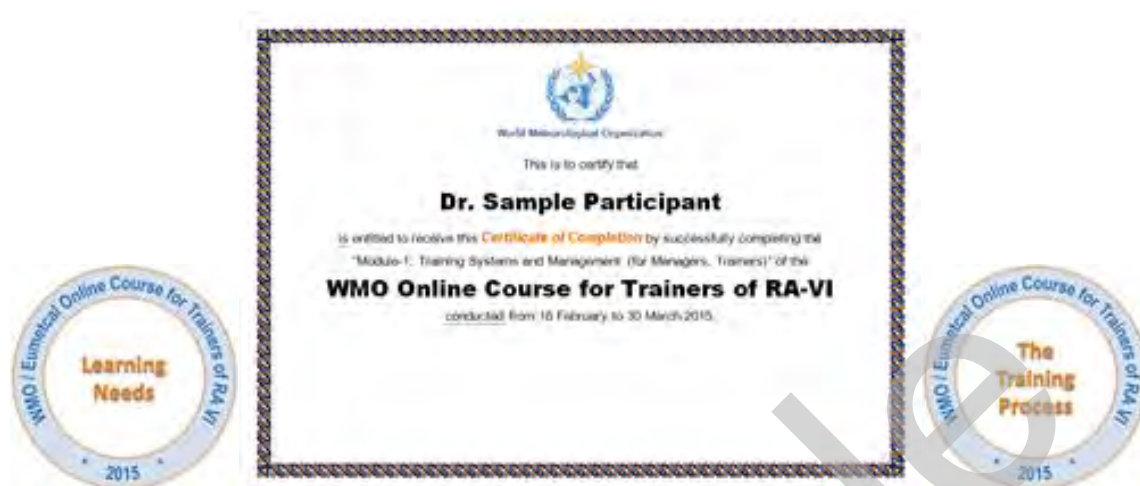 World Meteorological Organization
This is to certify that
Dr. Sample Participant
is entitled to receive this Certificate of Completion by successfully completing the
"Module-1: Training Systems and Management (for Managers, Trainers)" of the
WMO Online Course for Trainers of RA-VI
conducted from 16 February to 30 March 2015.
WMO / Eumetcal Online Course for Trainers of RA VI
Learning
Needs
2015
WMO / Eumetcal Online Course for Trainers of RA VI
The
Training
Process
2015